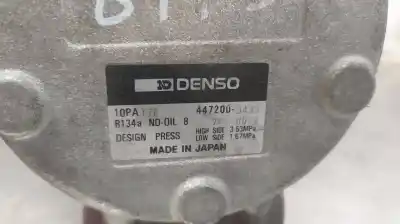 DENSO
10PA
447200-
R134a ND-OIL 8
DESIGN PRESS HIGH SIDE 3.53MPa
LOW SIDE 1.67MPa
MADE IN JAPAN